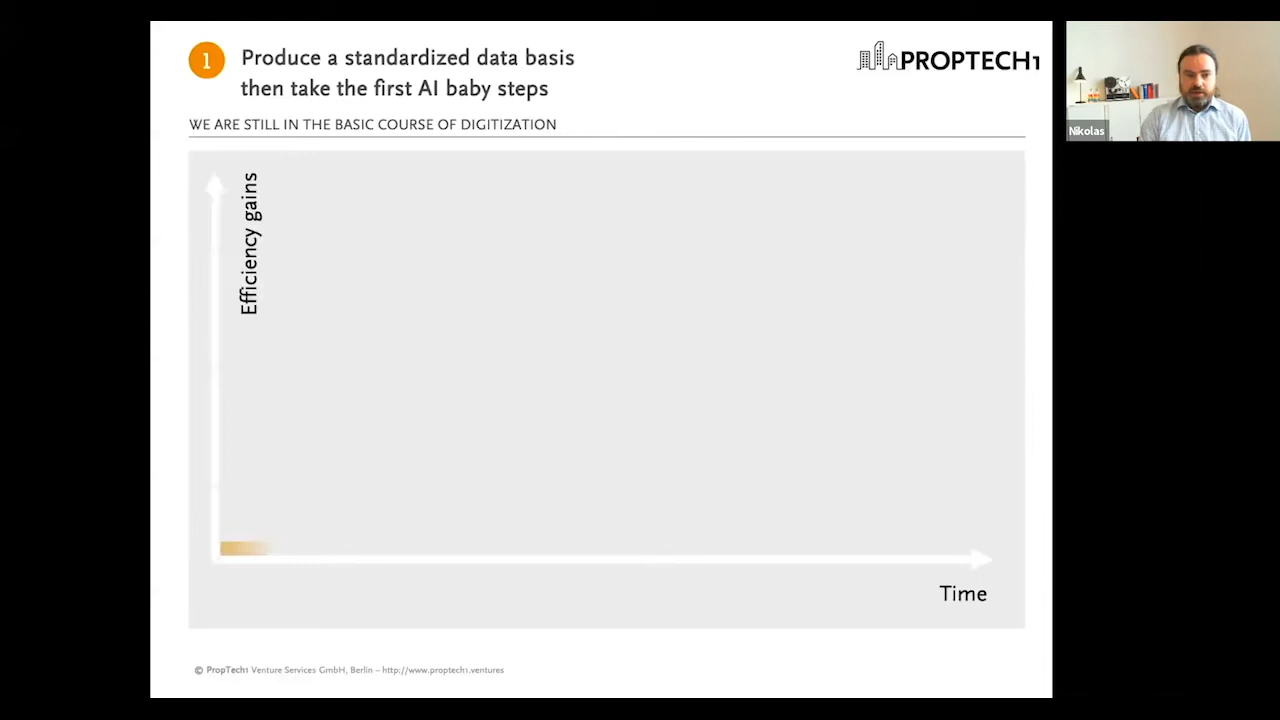 1
Produce a standardized data basis
then take the first AI baby steps
PROPTECH1
WE ARE STILL IN THE BASIC COURSE OF DIGITIZATION
Efficiency gains
Time
© PropTech1 Venture Services GmbH, Berlin – http://www.proptech1.ventures
Nikolas